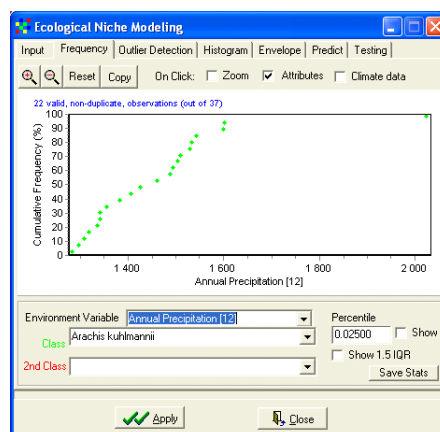 Ecological Niche Modeling
Input Frequency Outlier Detection Histogram Envelope Predict Testing
Reset Copy On Click: Zoom Attributes Climate data
22 valid, non-duplicate, observations (out of 37)
Cumulative Frequency (%)
100
90
80
70
60
50
40
30
20
10
0
1 400 1 600 1 800 2 000
Annual Precipitation [12]
Environment Variable Annual Precipitation [12] Percentile
Class Arachis kuhlmannii 0.02500 Show
Show 1.5 IQR
2nd Class Save Stats
Apply Close